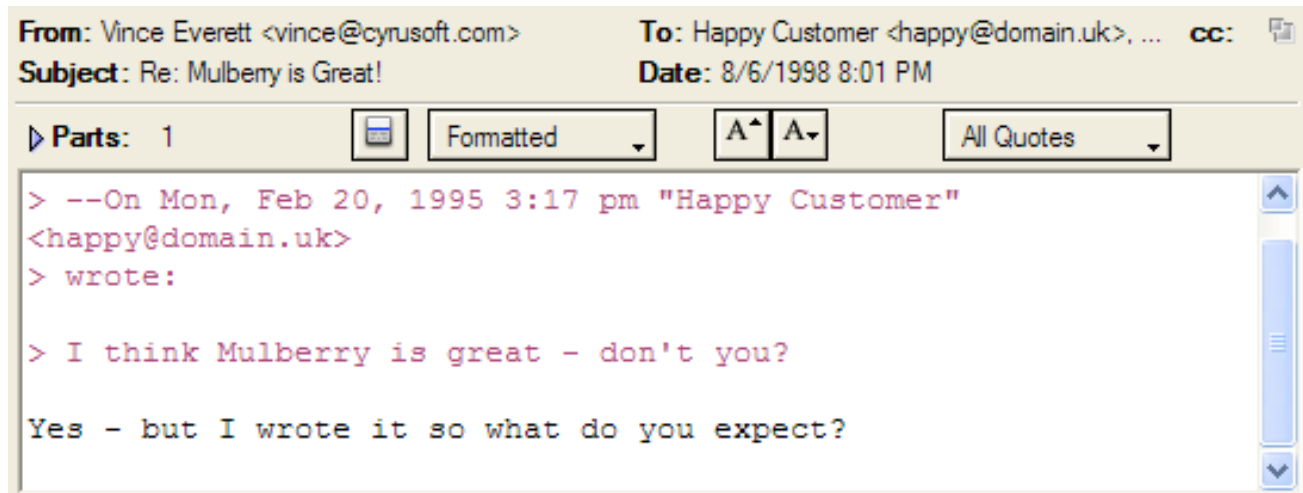 From: Vince Everett <vince@cyrusoft.com> To: Happy Customer <happy@domain.uk>, ... cc:
Subject: Re: Mulberry is Great! Date: 8/6/1998 8:01 PM
Parts: 1 Formatted A A All Quotes
> --On Mon, Feb 20, 1995 3:17 pm "Happy Customer"
<happy@domain.uk>
> wrote:
> I think Mulberry is great - don't you?
Yes - but I wrote it so what do you expect?